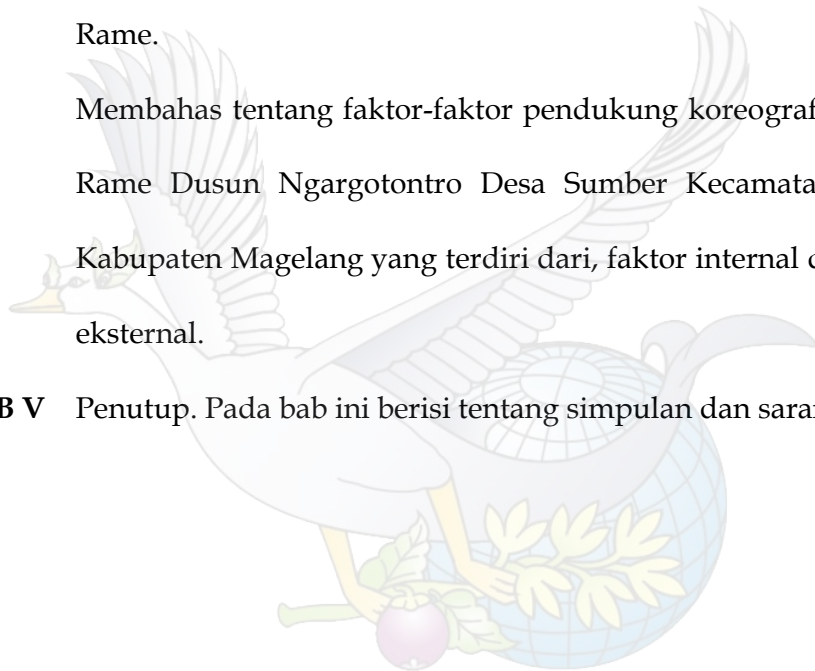 Rame.
Membahas tentang faktor-faktor pendukung koreograf
Rame Dusun Ngargotontro Desa Sumber Kecamata
Kabupaten Magelang yang terdiri dari, faktor internal
eksternal.
B V Penutup. Pada bab ini berisi tentang simpulan dan sara